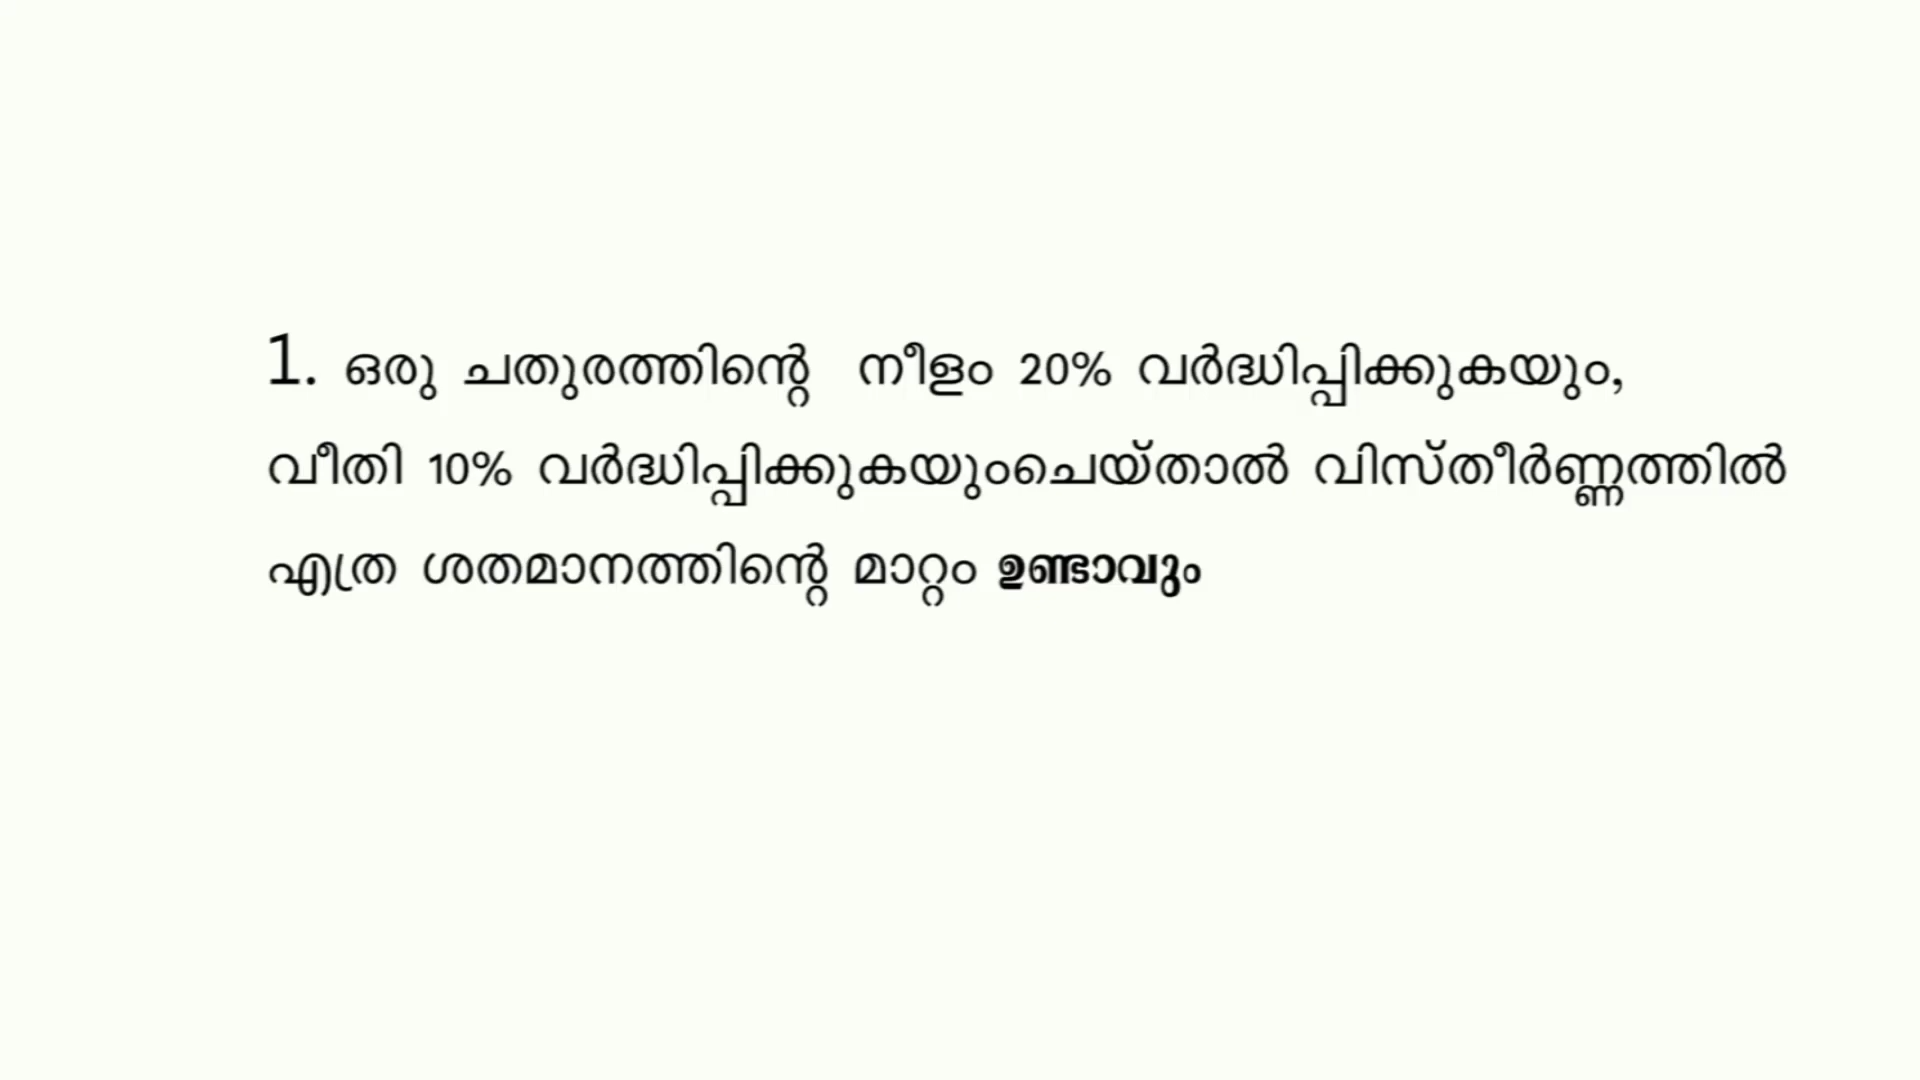 1. ഒരു ചതുരത്തിന്റെ നീളം 20% വർദ്ധിപ്പിക്കുകയും,
വീതി 10% വർദ്ധിപ്പിക്കുകയുംചെയ്താൽ വിസ്തീർണ്ണത്തിൽ
എത്ര ശതമാനത്തിന്റെ മാറ്റം ഉണ്ടാവും